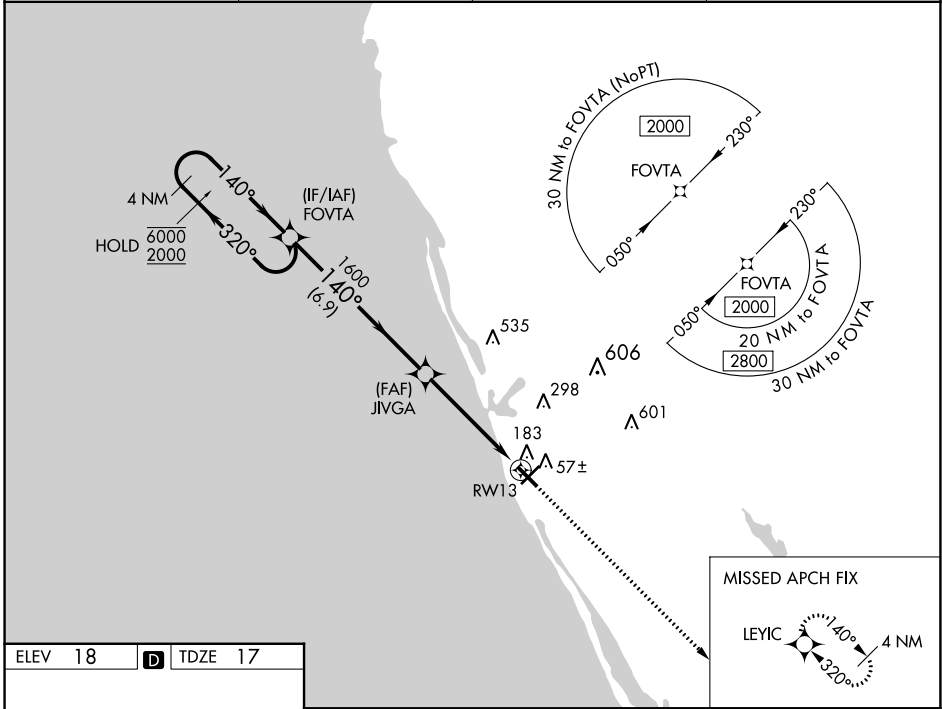 30 NM to FOVTA (NoPT)
2000
230°
FOVTA
050°
140°
4 NM
HOLD 6000
2000
320°
(IF/IAF)
FOVTA
1600
140°
(6.9)
230°
FOVTA
050°
2000
20 NM to FOVTA
2800
30 NM to FOVTA
535
606
(FAF)
JIVGA
298
601
183
57±
RW13
MISSED APCH FIX
LEYIC
140°
4 NM
320°
ELEV 18 D TDZE 17